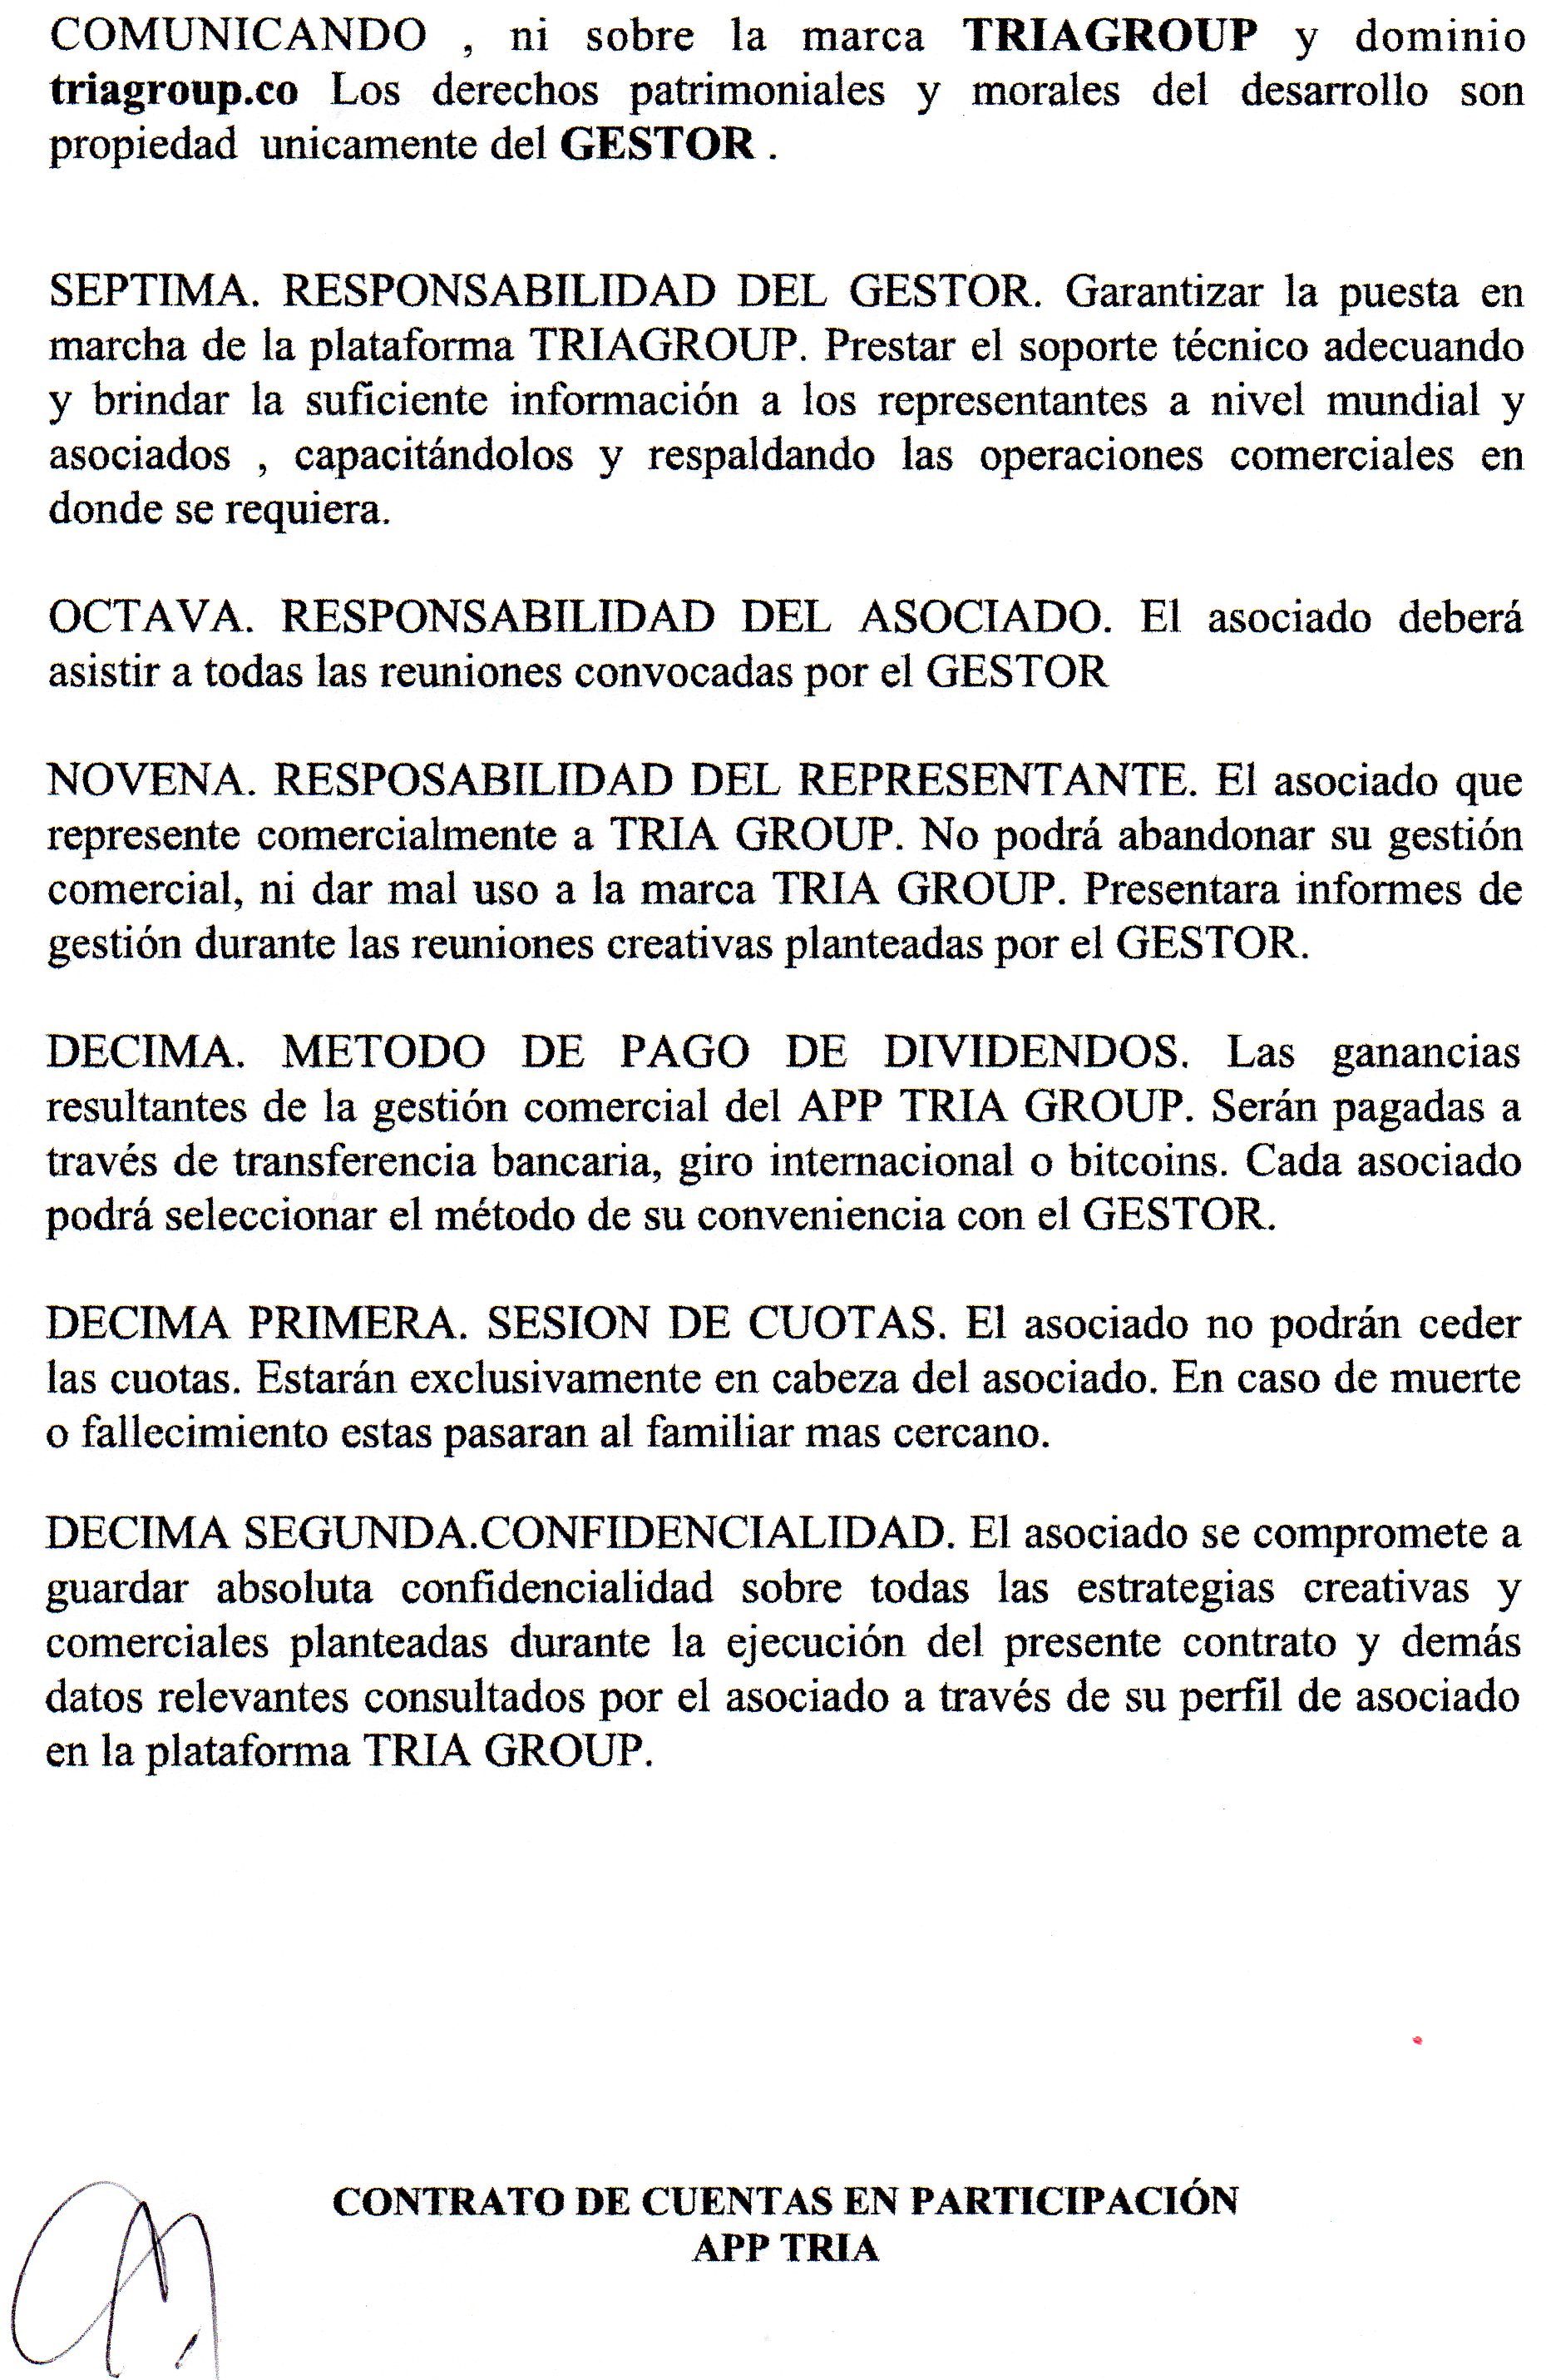 COMUNICANDO , ni sobre la marca TRIAGROUP y dominio
triagroup.co Los derechos patrimoniales y morales del desarrollo son
propiedad unicamente del GESTOR .
SEPTIMA. RESPONSABILIDAD DEL GESTOR. Garantizar la puesta en
marcha de la plataforma TRIAGROUP. Prestar el soporte técnico adecuando
y brindar la suficiente información a los representantes a nivel mundial y
asociados , capacitándolos y respaldando las operaciones comerciales en
donde se requiera.
OCTAVA. RESPONSABILIDAD DEL ASOCIADO. El asociado deberá
asistir a todas las reuniones convocadas por el GESTOR
NOVENA. RESPOSABILIDAD DEL REPRESENTANTE. El asociado que
represente comercialmente a TRIA GROUP. No podrá abandonar su gestión
comercial, ni dar mal uso a la marca TRIA GROUP. Presentara informes de
gestión durante las reuniones creativas planteadas por el GESTOR.
DECIMA. METODO DE PAGO DE DIVIDENDOS. Las ganancias
resultantes de la gestión comercial del APP TRIA GROUP. Serán pagadas a
través de transferencia bancaria, giro internacional o bitcoins. Cada asociado
podrá seleccionar el método de su conveniencia con el GESTOR.
DECIMA PRIMERA. SESION DE CUOTAS. El asociado no podrán ceder
las cuotas. Estarán exclusivamente en cabeza del asociado. En caso de muerte
o fallecimiento estas pasaran al familiar mas cercano.
DECIMA SEGUNDA.CONFIDENCIALIDAD. El asociado se compromete a
guardar absoluta confidencialidad sobre todas las estrategias creativas y
comerciales planteadas durante la ejecución del presente contrato y demás
datos relevantes consultados por el asociado a través de su perfil de asociado
en la plataforma TRIA GROUP.
CONTRATO DE CUENTAS EN PARTICIPACIÓN
APP TRIA